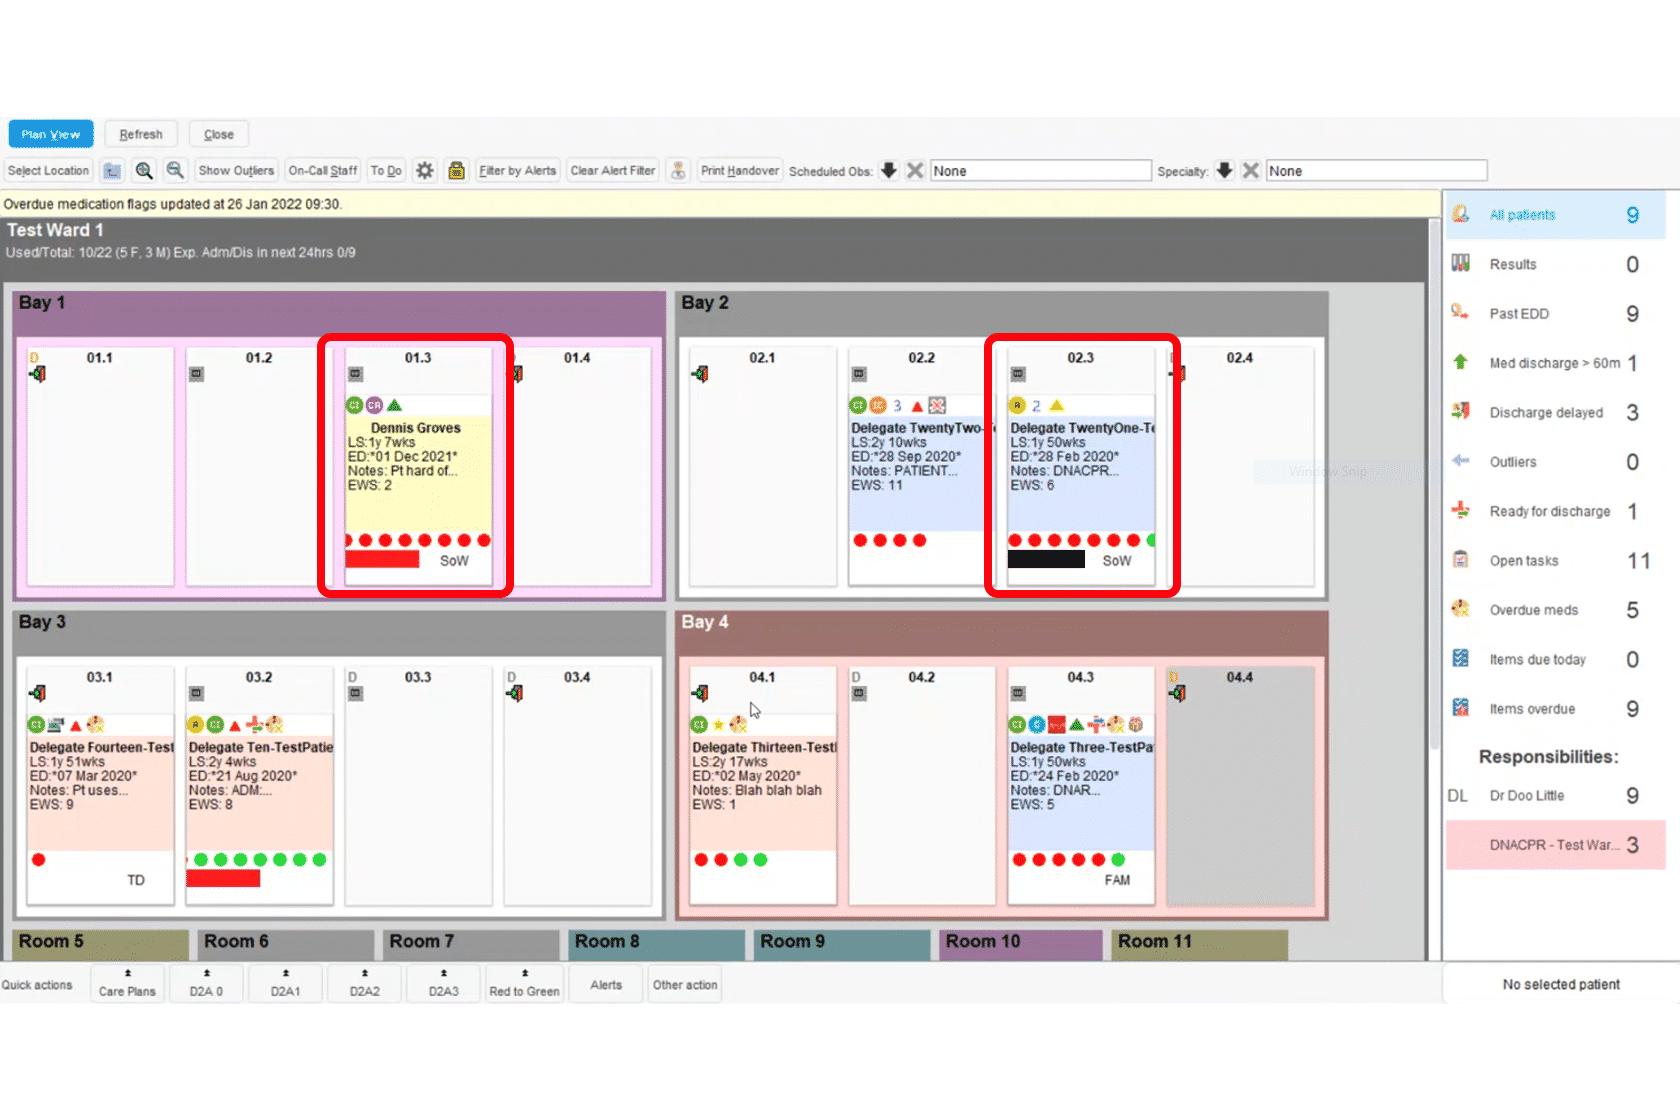 Plan View Refresh Close
Select Location Show Outliers On-Call Staff To Do Filter by Alerts Clear Alert Filter Print Handover Scheduled Obs: None Specialty: None
Overdue medication flags updated at 26 Jan 2022 09:30.
Test Ward 1
Used/Total: 10/22 (5 F, 3 M) Exp. Adm/Dis in next 24hrs 0/9
Bay 1
D 01.1
01.2
01.3
CI CR
Dennis Groves
LS:1y 7wks
ED:*01 Dec 2021*
Notes: Pt hard of...
EWS: 2
SoW
01.4
Bay 2
02.1
02.2
CI 3
Delegate TwentyTwo-Te
LS:2y 10wks
ED:*28 Sep 2020*
Notes: PATIENT...
EWS: 11
02.3
A 2
Delegate TwentyOne-Te
LS:1y 50wks
ED:*28 Feb 2020*
Notes: DNACPR...
EWS: 6
SoW
02.4
Window Snip
Bay 3
03.1
CI
Delegate Fourteen-Test
LS:1y 51wks
ED:*07 Mar 2020*
Notes: Pt uses...
EWS: 9
TD
03.2
A CI
Delegate Ten-TestPatie
LS:2y 4wks
ED:*21 Aug 2020*
Notes: ADM:...
EWS: 8
D 03.3
D 03.4
Bay 4
04.1
CI
Delegate Thirteen-TestI
LS:2y 17wks
ED:*02 May 2020*
Notes: Blah blah blah
EWS: 1
D 04.2
04.3
CI
Delegate Three-TestPa
LS:1y 50wks
ED:*24 Feb 2020*
Notes: DNAR...
EWS: 5
FAM
D 04.4
Room 5 Room 6 Room 7 Room 8 Room 9 Room 10 Room 11
Quick actions Care Plans D2A 0 D2A1 D2A2 D2A3 Red to Green Alerts Other action
All patients 9
Results 0
Past EDD 9
Med discharge > 60m 1
Discharge delayed 3
Outliers 0
Ready for discharge 1
Open tasks 11
Overdue meds 5
Items due today 0
Items overdue 9
Responsibilities:
DL Dr Doo Little 9
DNACPR - Test War... 3
No selected patient